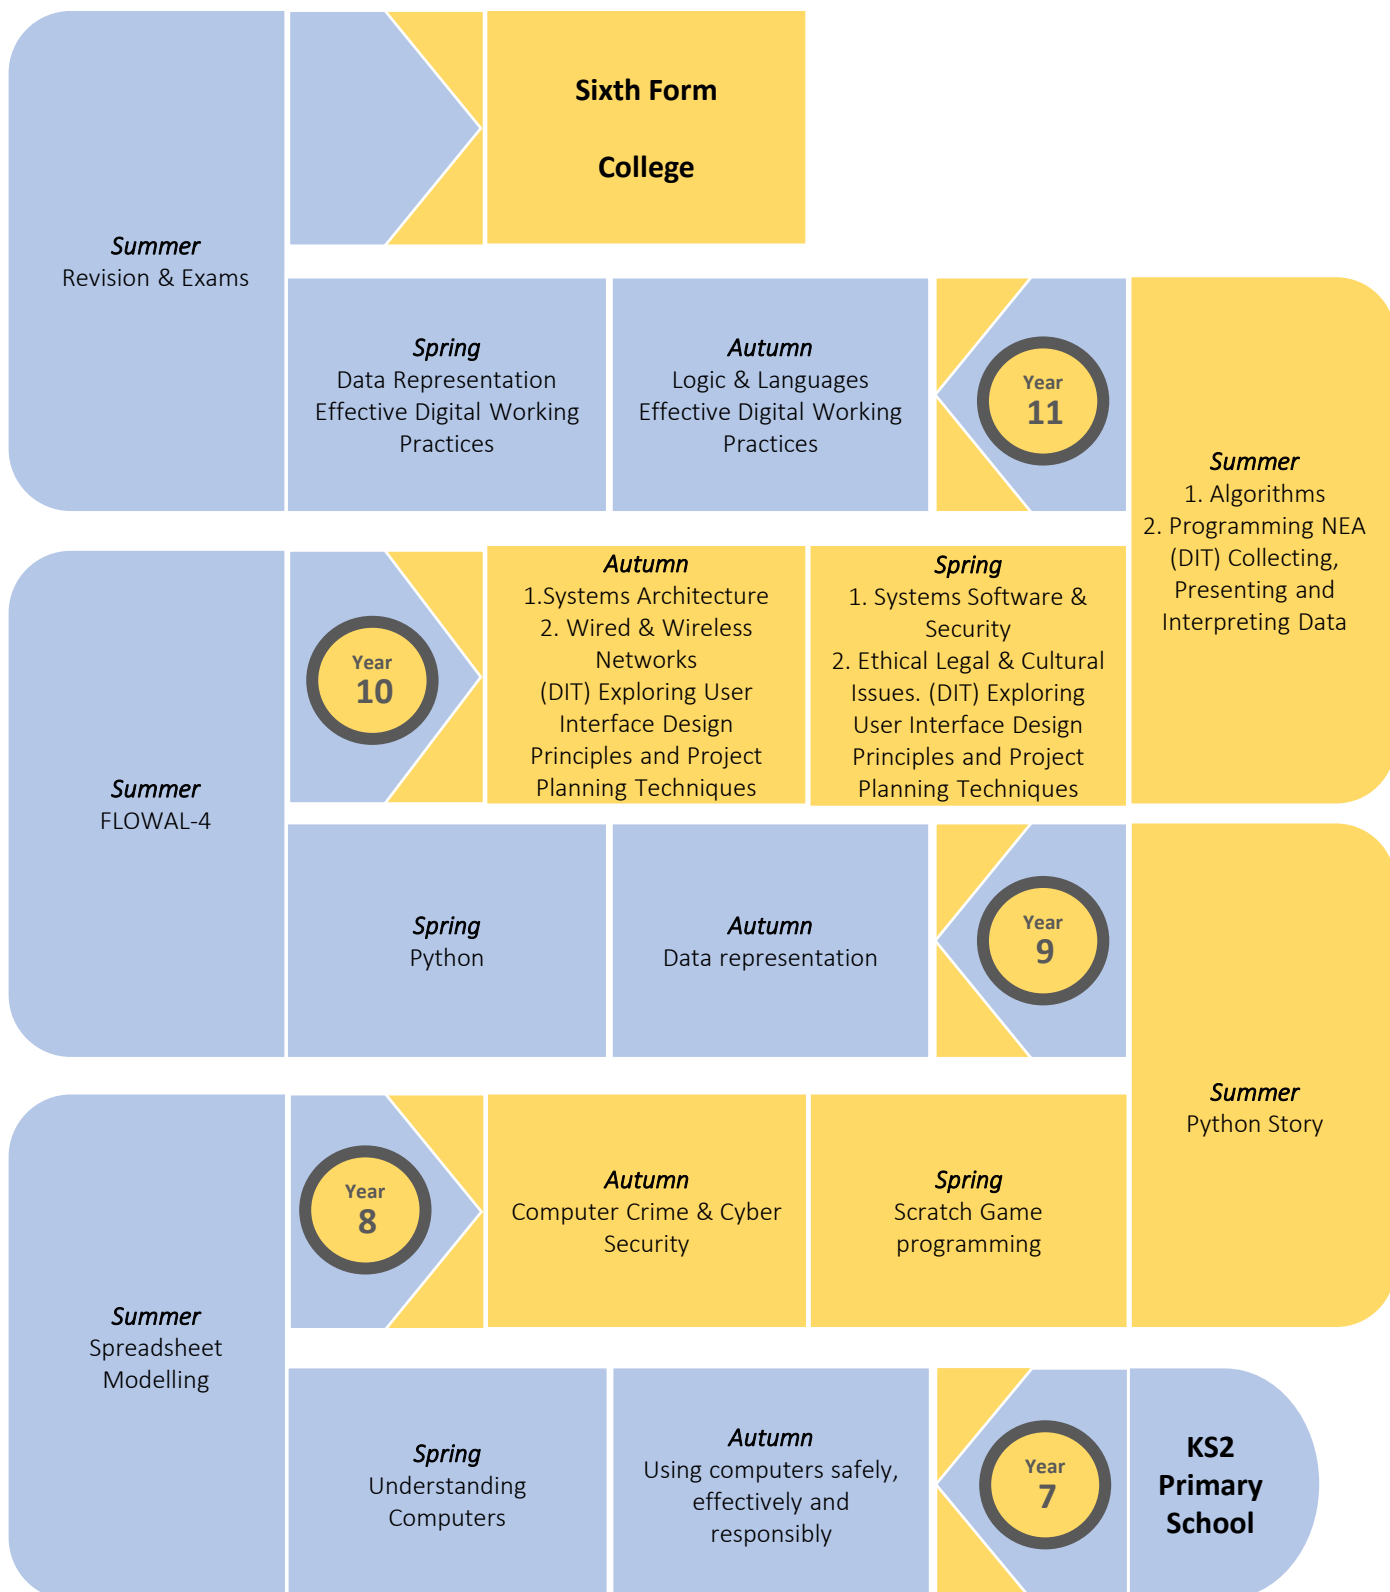 Sixth Form
College
Summer
Revision & Exams
Spring
Data Representation
Effective Digital Working
Practices
Autumn
Logic & Languages
Effective Digital Working
Practices
Year
11
Summer
1. Algorithms
2. Programming NEA
(DIT) Collecting,
Presenting and
Interpreting Data
Year
10
Autumn
1.Systems Architecture
2. Wired & Wireless
Networks
(DIT) Exploring User
Interface Design
Principles and Project
Planning Techniques
Spring
1. Systems Software &
Security
2. Ethical Legal & Cultural
Issues. (DIT) Exploring
User Interface Design
Principles and Project
Planning Techniques
Summer
FLOWAL-4
Spring
Python
Autumn
Data representation
Year
9
Summer
Python Story
Year
8
Autumn
Computer Crime & Cyber
Security
Spring
Scratch Game
programming
Summer
Spreadsheet
Modelling
Spring
Understanding
Computers
Autumn
Using computers safely,
effectively and
responsibly
Year
7
KS2
Primary
School